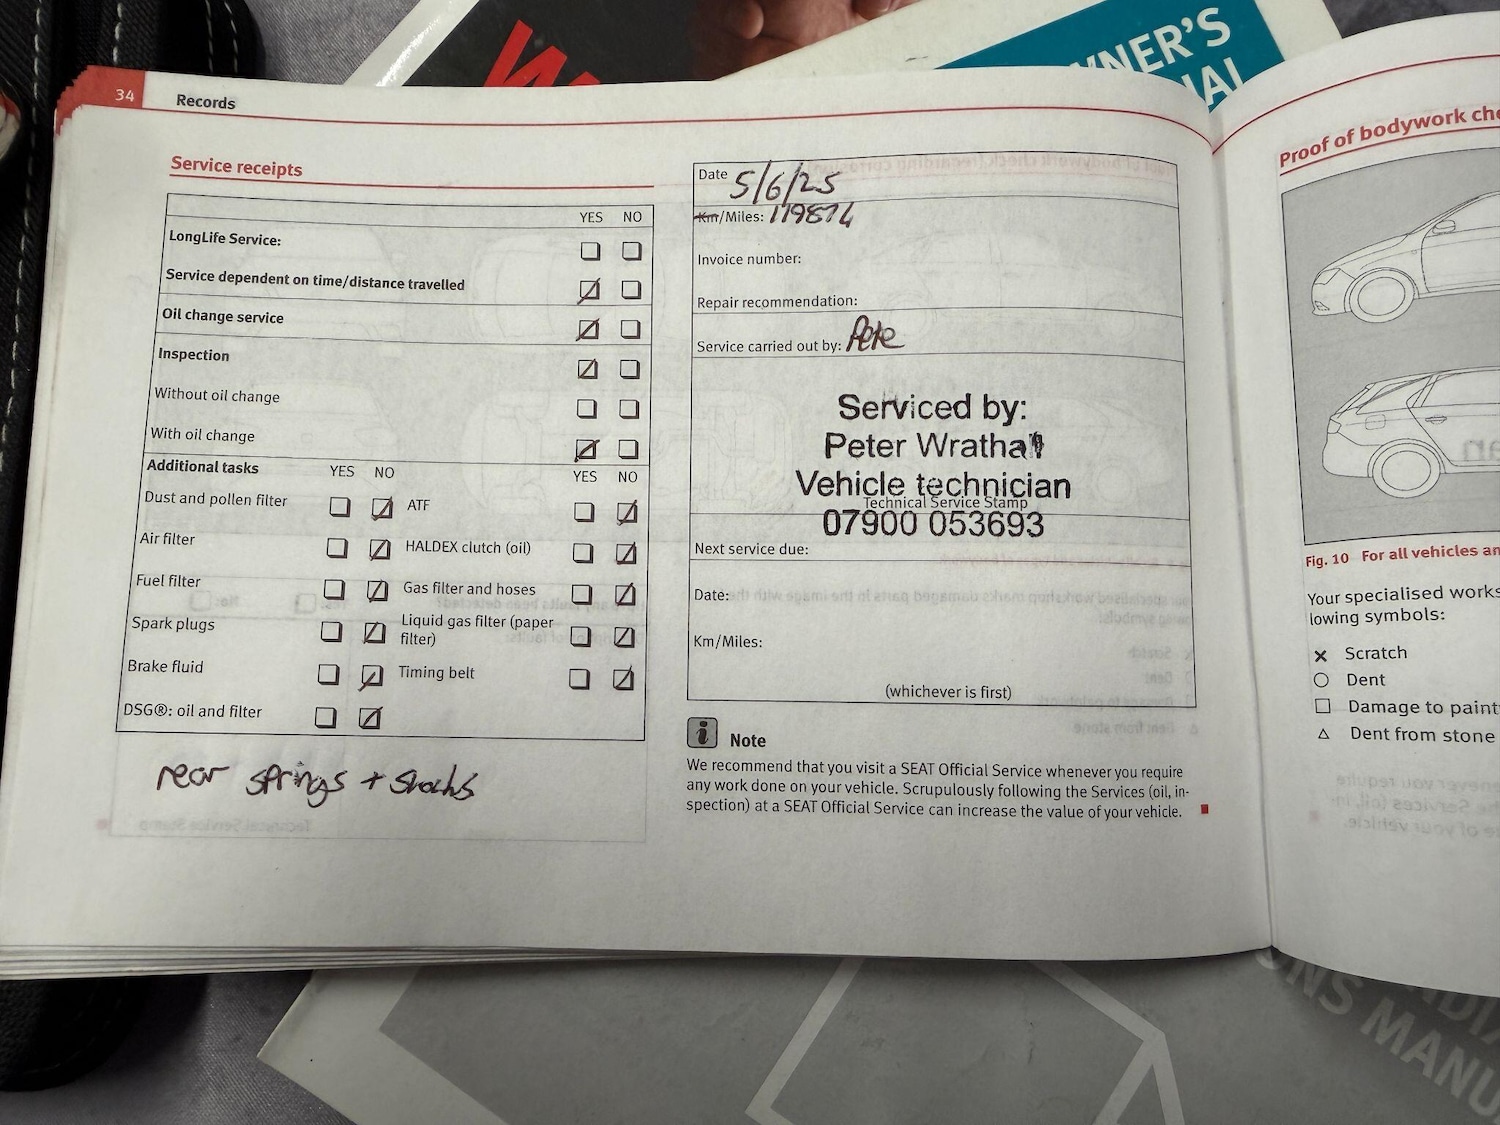 WNER'S
AL
34 Records
Service receipts
YES NO
LongLife Service:
Service dependent on time/distance travelled
Oil change service
Inspection
Without oil change
With oil change
Additional tasks YES NO YES NO
Dust and pollen filter ATF
Air filter HALDEX clutch (oil)
Fuel filter Gas filter and hoses
Spark plugs Liquid gas filter (paper
filter)
Brake fluid Timing belt
DSG®: oil and filter
rear springs + shocks
Date 5/6/25
Km/Miles: 119874
Invoice number:
Repair recommendation:
Service carried out by: Pete
Serviced by:
Peter Wrathall
Vehicle technician
Technical Service Stamp
07900 053693
Next service due:
Date:
Km/Miles:
(whichever is first)
i Note
We recommend that you visit a SEAT Official Service whenever you require
any work done on your vehicle. Scrupulously following the Services (oil, in-
spection) at a SEAT Official Service can increase the value of your vehicle.
Proof of bodywork che
Fig. 10 For all vehicles an
Your specialised works
lowing symbols:
Scratch
Dent
Damage to paint
Dent from stone
ONS MANU